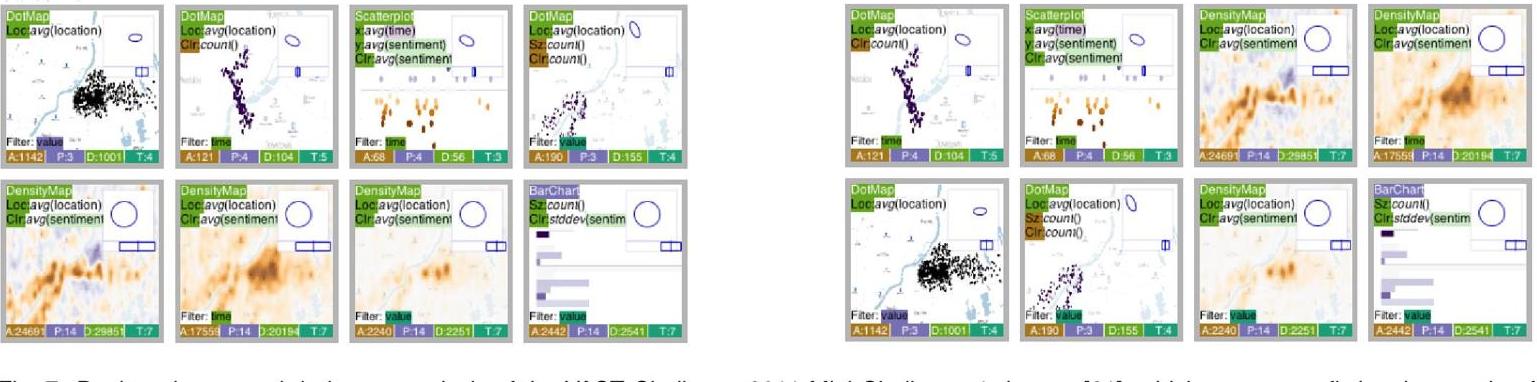 DotMap
Loc:avg(location)
Filter: value
A:1142 P:3 D:1001 T:4
DotMap
Loc:avg(location)
Clr:count()
Filter: time
A:121 P:4 D:104 T:5
Scatterplot
x:avg(time)
y:avg(sentiment)
Clr:avg(sentiment
Filter: time
A:68 P:4 D:56 T:3
DotMap
Loc:avg(location)
Sz:count()
Clr:count()
Filter: value
A:190 P:3 D:155 T:4
DensityMap
Loc:avg(location)
Clr:avg(sentiment
A:24691 P:14 D:29851 T:7
DensityMap
Loc:avg(location)
Clr:avg(sentiment
Filter: time
A:17559 P:14 D:20194 T:7
DensityMap
Loc:avg(location)
Clr:avg(sentiment
Filter: value
A:2240 P:14 D:2251 T:7
BarChart
Sz:count()
Clr:stddev(sentim
Filter: value
A:2442 P:14 D:2541 T:7
DotMap
Loc:avg(location)
Clr:count()
Filter: time
A:121 P:4 D:104 T:5
Scatterplot
x:avg(time)
y:avg(sentiment)
Clr:avg(sentiment
Filter: time
A:68 P:4 D:56 T:3
DensityMap
Loc:avg(location)
Clr:avg(sentiment
A:24691 P:14 D:29851 T:7
DensityMap
Loc:avg(location)
Clr:avg(sentiment
Filter: time
A:17559 P:14 D:20194 T:7
DotMap
Loc:avg(location)
Filter: value
A:1142 P:3 D:1001 T:4
DotMap
Loc:avg(location)
Sz:count()
Clr:count()
Filter: value
A:190 P:3 D:155 T:4
DensityMap
Loc:avg(location)
Clr:avg(sentiment
Filter: value
A:2240 P:14 D:2251 T:7
BarChart
Sz:count()
Clr:stddev(sentim
Filter: value
A:2442 P:14 D:2541 T:7